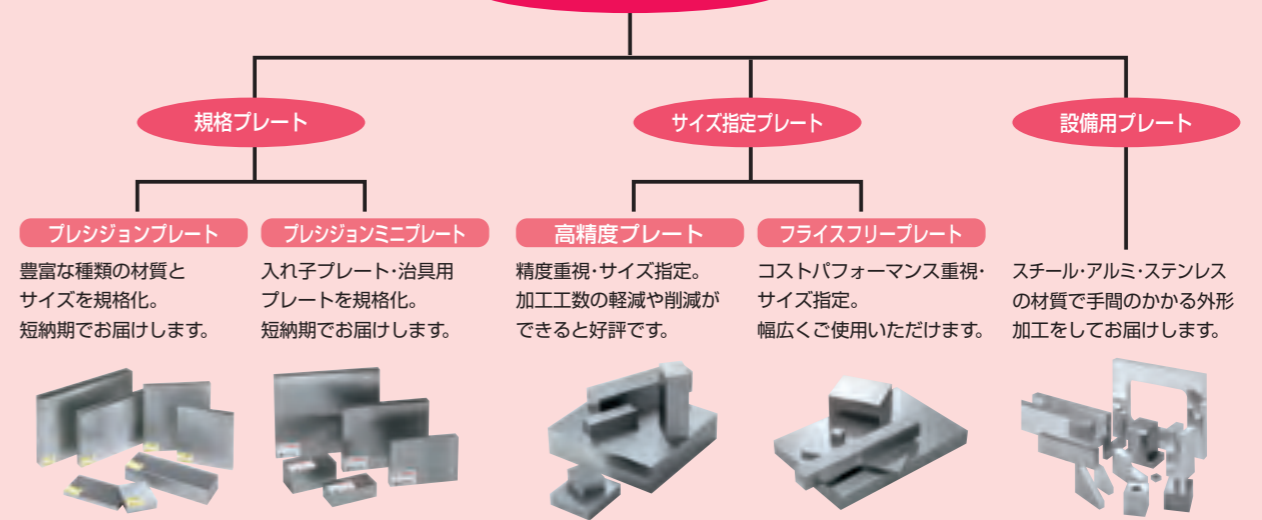 規格プレート
サイズ指定プレート
設備用プレート
プレシジョンプレート
豊富な種類の材質と
サイズを規格化。
短納期でお届けします。
プレシジョンミニプレート
入れ子プレート・治具用
プレートを規格化。
短納期でお届けします。
高精度プレート
精度重視・サイズ指定。
加工工数の軽減や削減が
できると好評です。
フライスフリープレート
コストパフォーマンス重視・
サイズ指定。
幅広くご使用いただけます。
スチール・アルミ・ステンレス
の材質で手間のかかる外形
加工をしてお届けします。